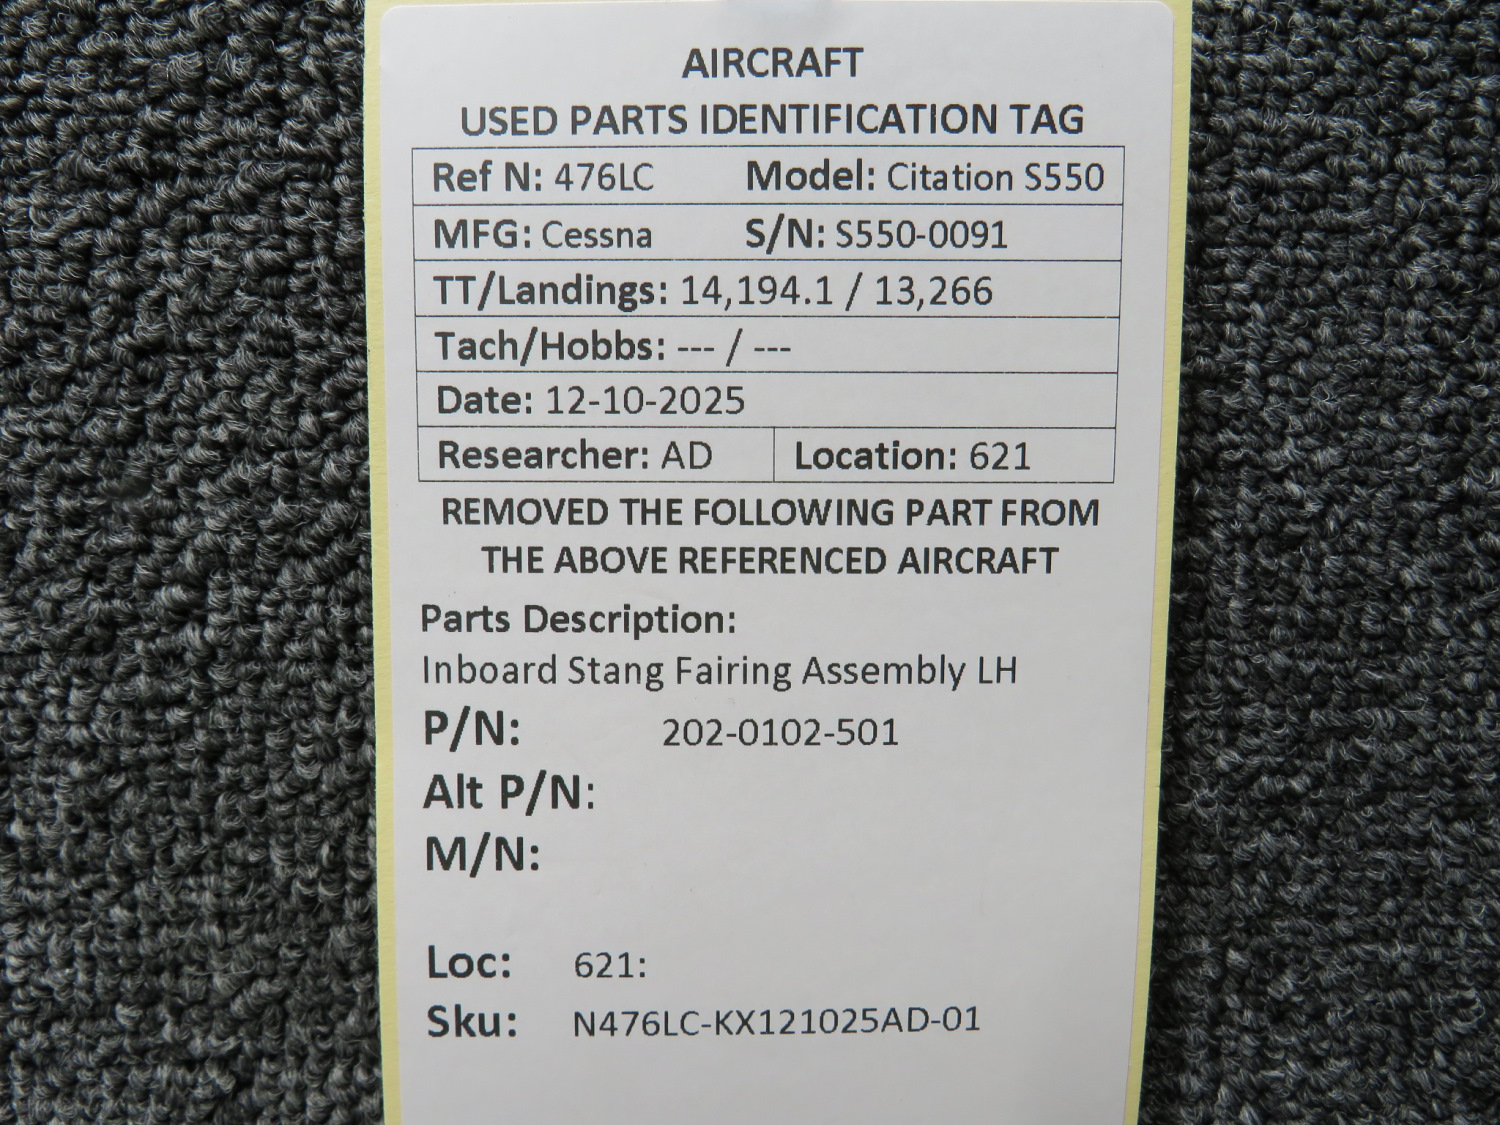 AIRCRAFT
USED PARTS IDENTIFICATION TAG
Ref N: 476LC Model: Citation S550
MFG: Cessna S/N: S550-0091
TT/Landings: 14,194.1 / 13,266
Tach/Hobbs: --- / ---
Date: 12-10-2025
Researcher: AD Location: 621
REMOVED THE FOLLOWING PART FROM
THE ABOVE REFERENCED AIRCRAFT
Parts Description:
Inboard Stang Fairing Assembly LH
P/N: 202-0102-501
Alt P/N:
M/N:
Loc: 621:
Sku: N476LC-KX121025AD-01